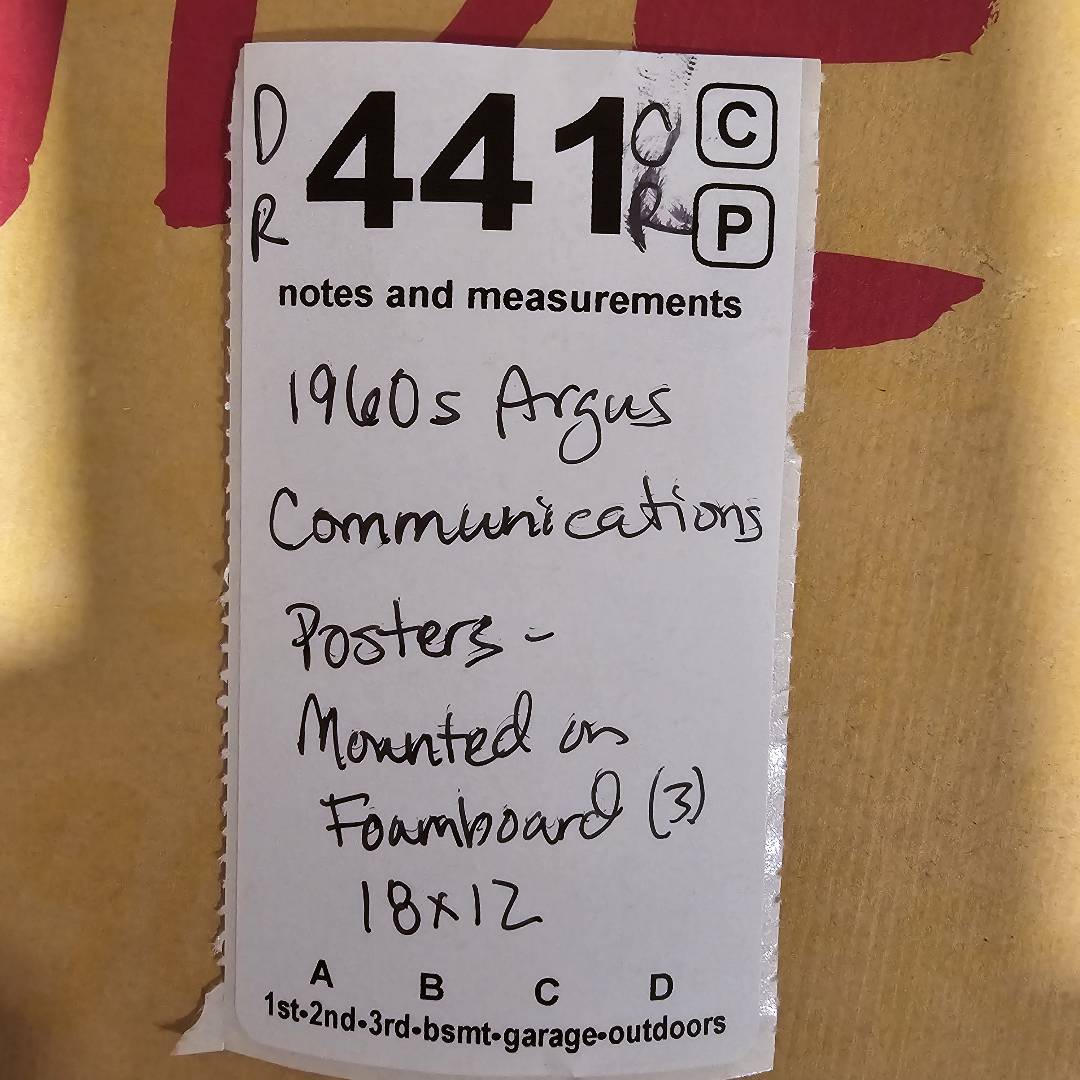 D 441 C
R P
notes and measurements
1960s Argus
Communications
Posters -
Mounted on
Foamboard (3)
18x12
A B C D
1st•2nd•3rd•bsmt•garage•outdoors